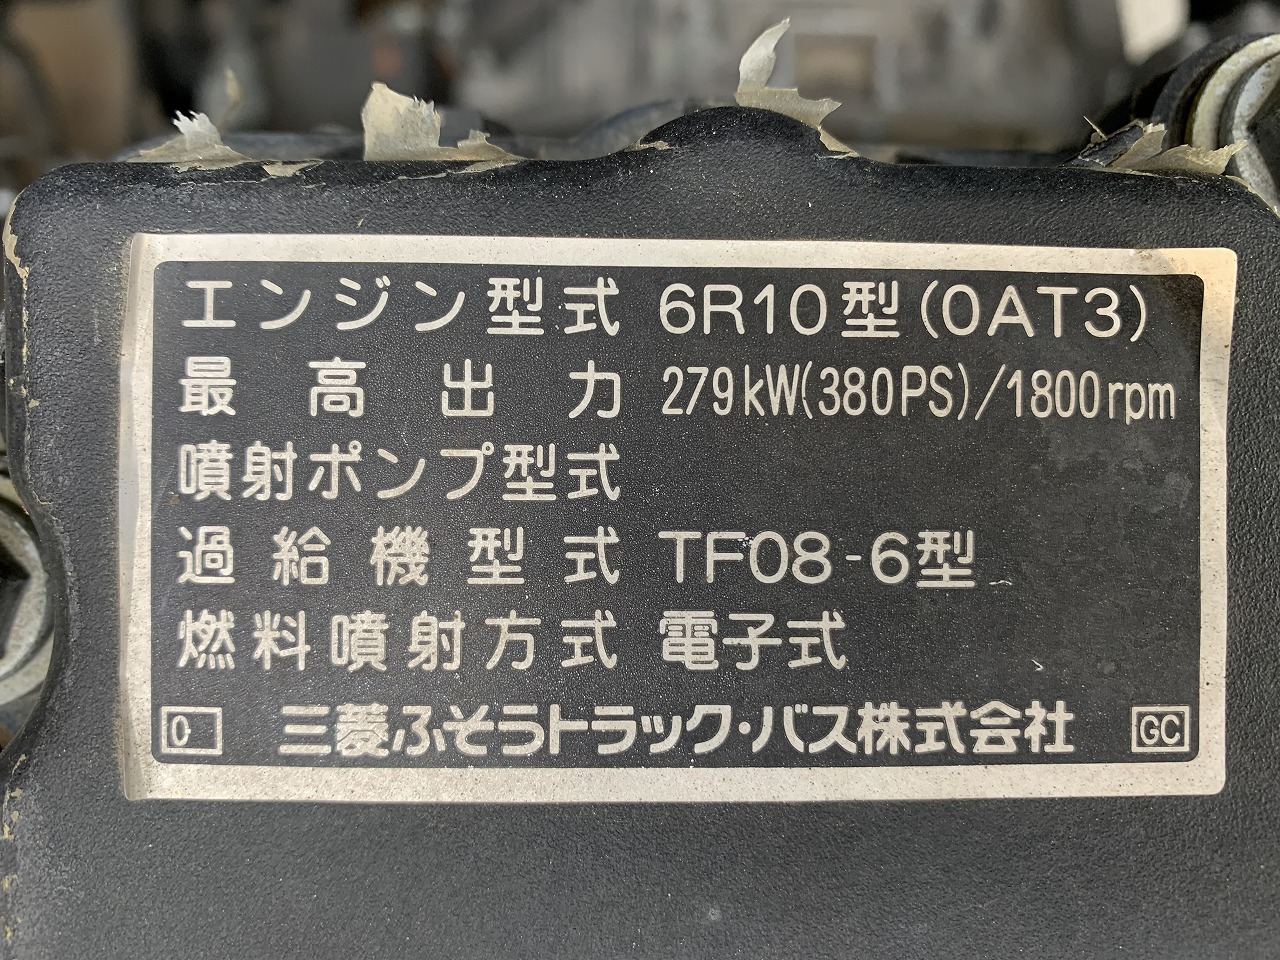 エンジン型式 6R10型(0AT3)
最高出力 279kW(380PS)/1800rpm
噴射ポンプ型式
過給機型式 TF08-6型
燃料噴射方式 電子式
0 三菱ふそうトラック・バス株式会社 GC